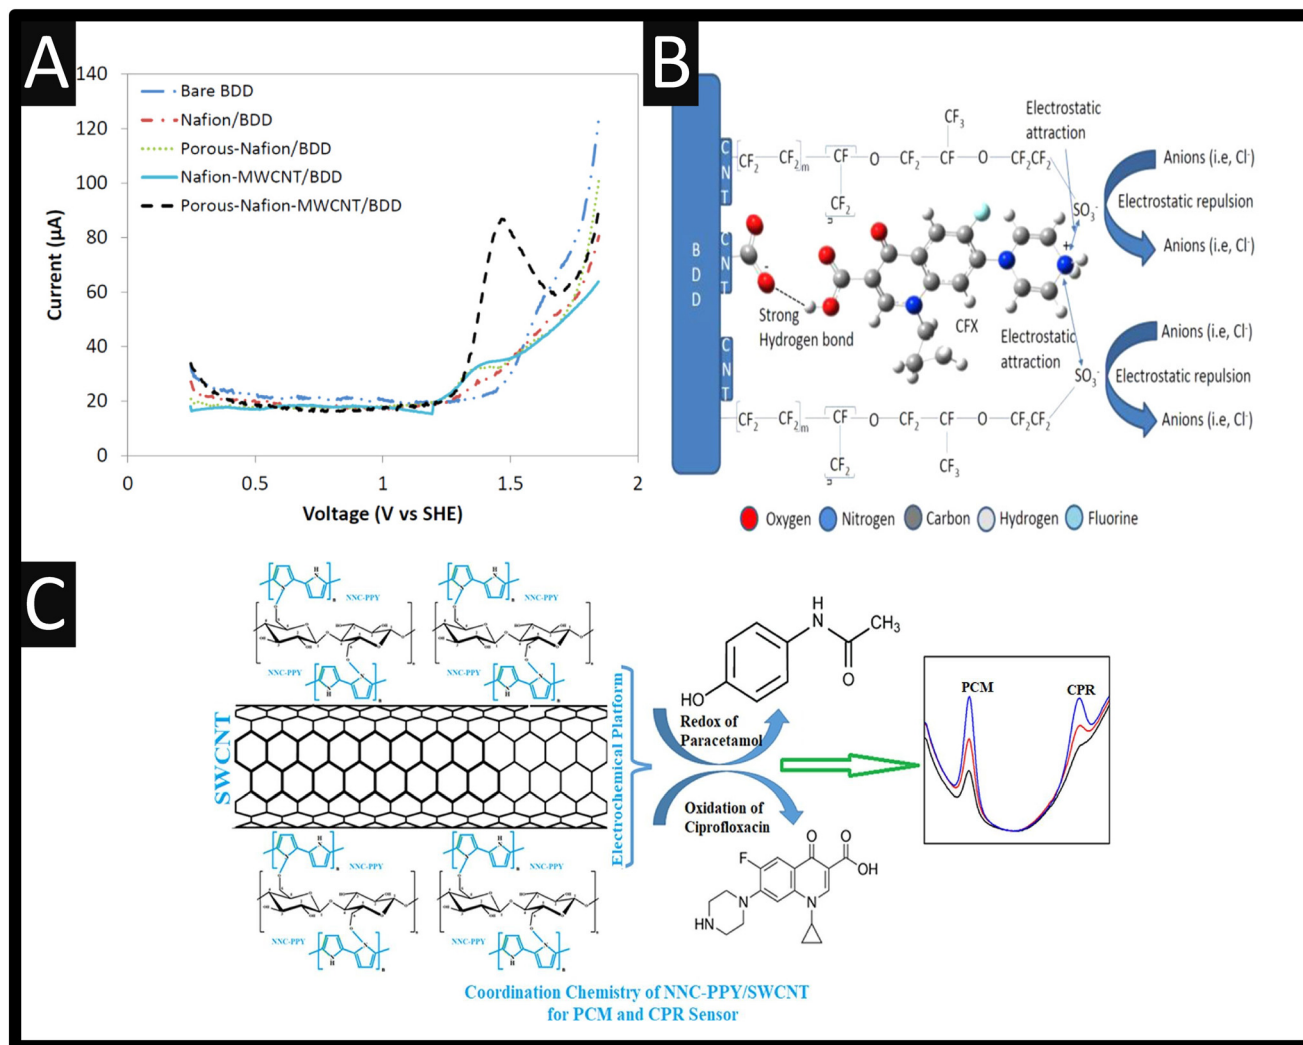 A
140
120
100
80
60
40
20
0
0
0.5
1
1.5
2
Current (µA)
Voltage (V vs SHE)
Bare BDD
Nafion/BDD
Porous-Nafion/BDD
Nafion-MWCNT/BDD
Porous-Nafion-MWCNT/BDD
B
BDD
CNT
CNT
CNT
CF₂
CF₂
m
CF
CF₂
n
O
CF₂
CF
CF₃
O
CF₂CF₂
SO₃⁻
Electrostatic
attraction
Anions (i.e, Cl⁻)
Electrostatic repulsion
Anions (i.e, Cl⁻)
-
+
Strong
Hydrogen bond
CFX
Electrostatic
attraction
Anions (i.e, Cl⁻)
Electrostatic repulsion
Anions (i.e, Cl⁻)
SO₃⁻
CF₂
CF₂
m
CF
CF₂
n
O
CF₂
CF
CF₃
O
CF₂CF₂
Oxygen
Nitrogen
Carbon
Hydrogen
Fluorine
C
NNC-PPY
NNC-PPY
NNC-PPY
NNC-PPY
SWCNT
Electrochemical Platform
NNC-PPY
NNC-PPY
NNC-PPY
NNC-PPY
H
N
CH₃
O
HO
Redox of
Paracetamol
Oxidation of
Ciprofloxacin
O
O
F
OH
N
N
HN
PCM
CPR
Coordination Chemistry of NNC-PPY/SWCNT
for PCM and CPR Sensor